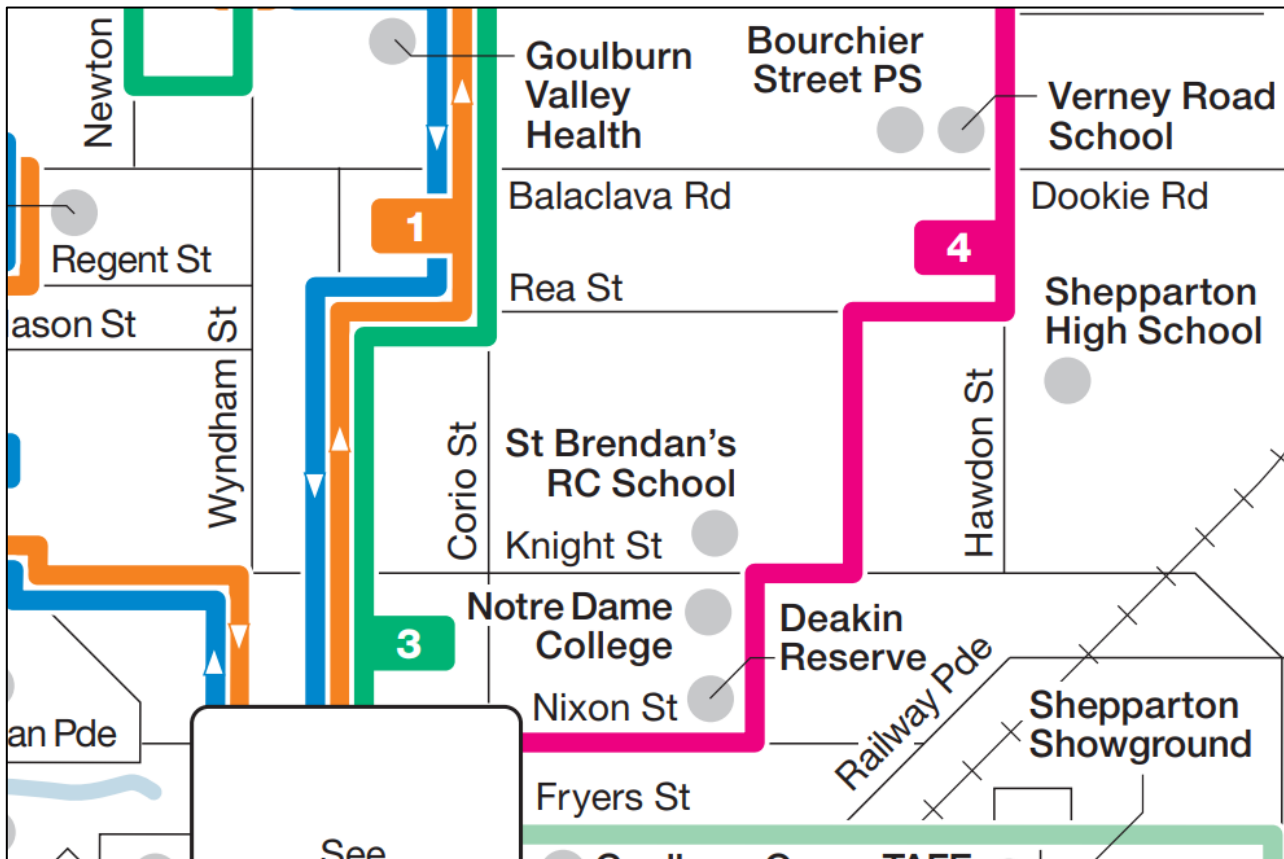 Newton
Goulburn
Valley
Health
Bourchier
Street PS
Verney Road
School
Balaclava Rd
Dookie Rd
1
4
Regent St
Rea St
Shepparton
High School
ason St
Wyndham St
Corio St
Hawdon St
St Brendan's
RC School
Knight St
Notre Dame
College
Deakin
Reserve
3
Nixon St
Railway Pde
Shepparton
Showground
an Pde
Fryers St
See